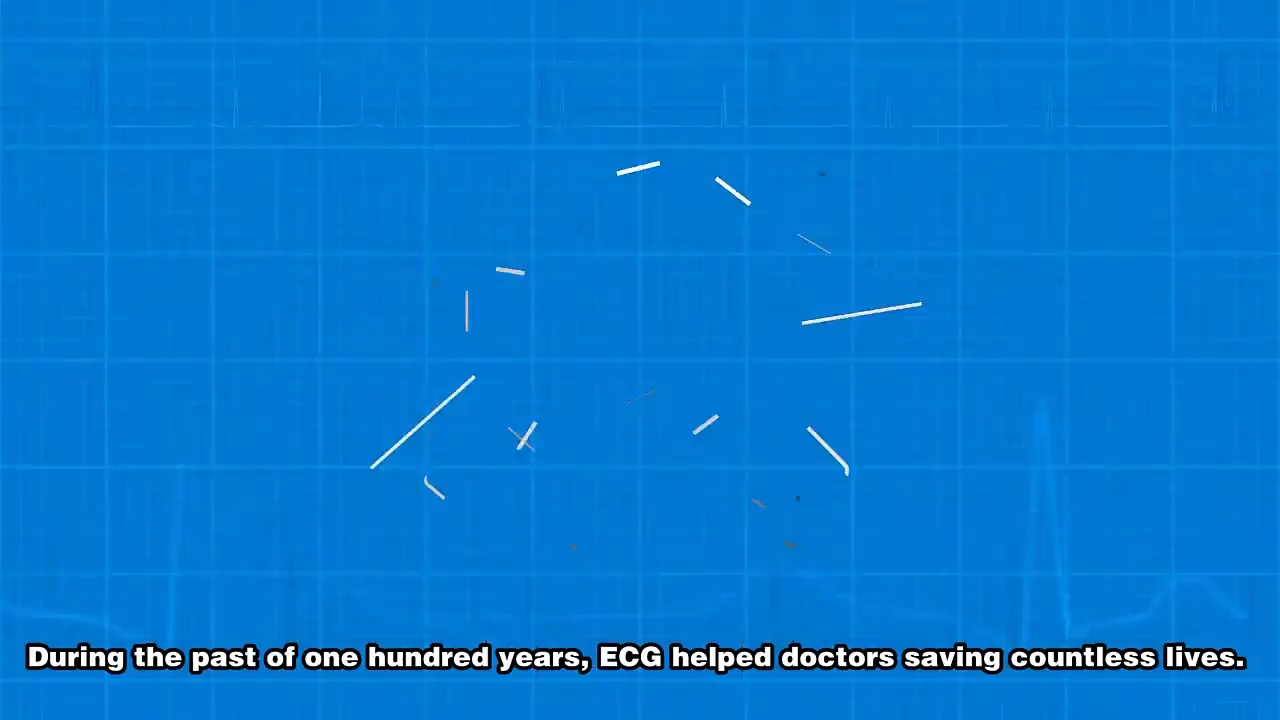 During the past of one hundred years, ECG helped doctors saving countless lives.